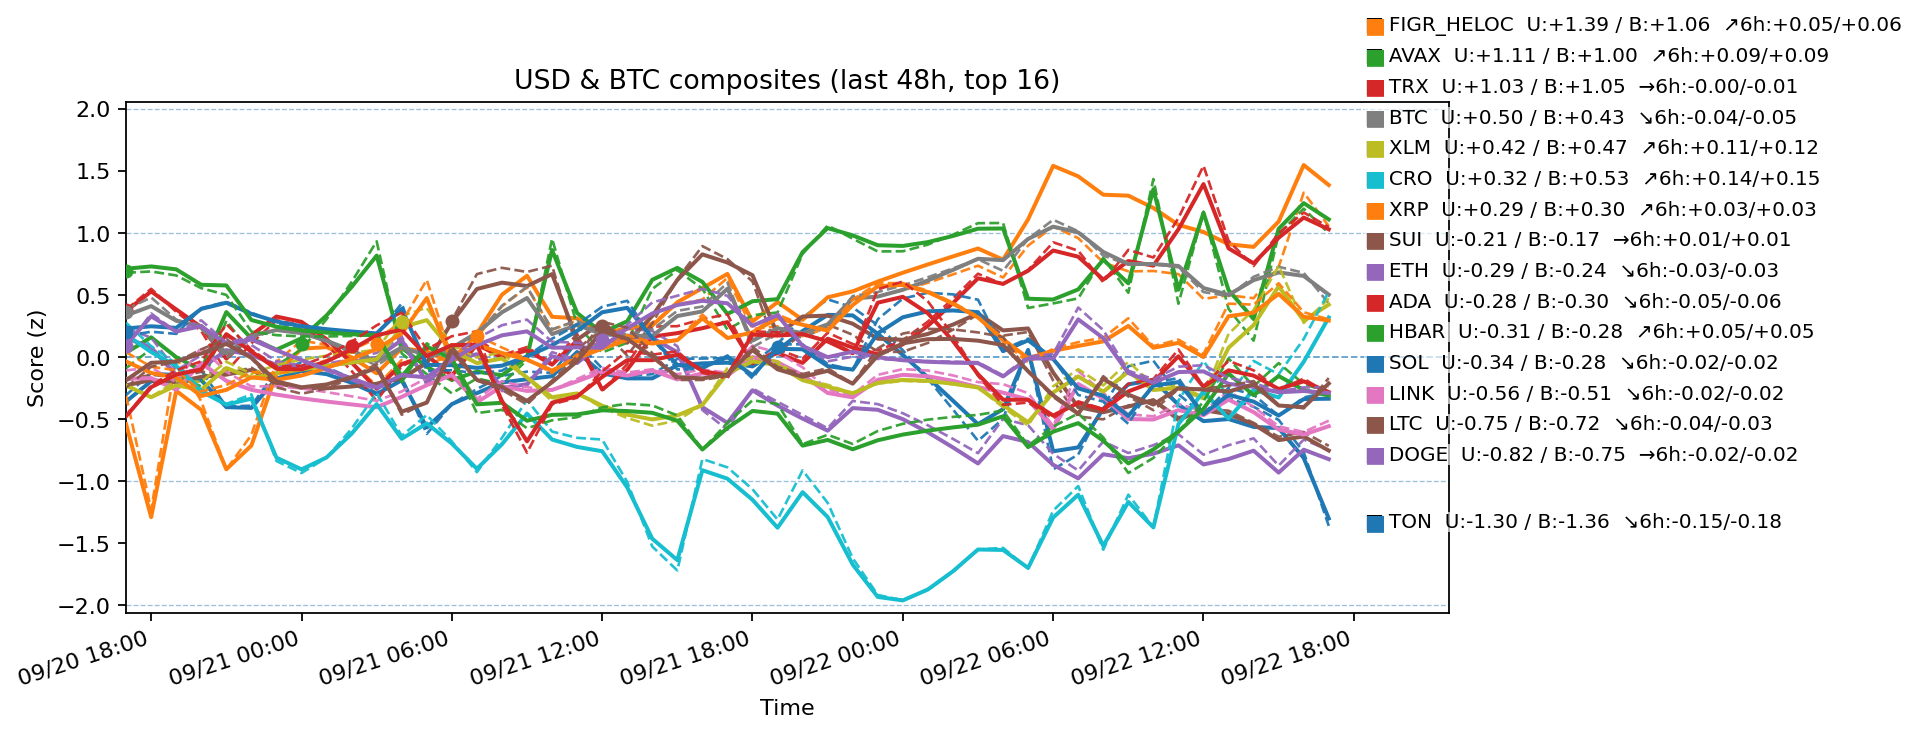 USD & BTC composites (last 48h, top 16)
FIGR_HELOC U:+1.39 / B:+1.06 ↗6h:+0.05/+0.06
AVAX U:+1.11 / B:+1.00 ↗6h:+0.09/+0.09
TRX U:+1.03 / B:+1.05 →6h:-0.00/-0.01
BTC U:+0.50 / B:+0.43 ↘6h:-0.04/-0.05
XLM U:+0.42 / B:+0.47 ↗6h:+0.11/+0.12
CRO U:+0.32 / B:+0.53 ↗6h:+0.14/+0.15
XRP U:+0.29 / B:+0.30 ↗6h:+0.03/+0.03
SUI U:-0.21 / B:-0.17 →6h:+0.01/+0.01
ETH U:-0.29 / B:-0.24 ↘6h:-0.03/-0.03
ADA U:-0.28 / B:-0.30 ↘6h:-0.05/-0.06
HBAR U:-0.31 / B:-0.28 ↗6h:+0.05/+0.05
SOL U:-0.34 / B:-0.28 ↘6h:-0.02/-0.02
LINK U:-0.56 / B:-0.51 ↘6h:-0.02/-0.02
LTC U:-0.75 / B:-0.72 ↘6h:-0.04/-0.03
DOGE U:-0.82 / B:-0.75 →6h:-0.02/-0.02
TON U:-1.30 / B:-1.36 ↘6h:-0.15/-0.18
Score (z)
2.0
1.5
1.0
0.5
0.0
−0.5
−1.0
−1.5
−2.0
09/20 18:00
09/21 00:00
09/21 06:00
09/21 12:00
09/21 18:00
09/22 00:00
09/22 06:00
09/22 12:00
09/22 18:00
Time